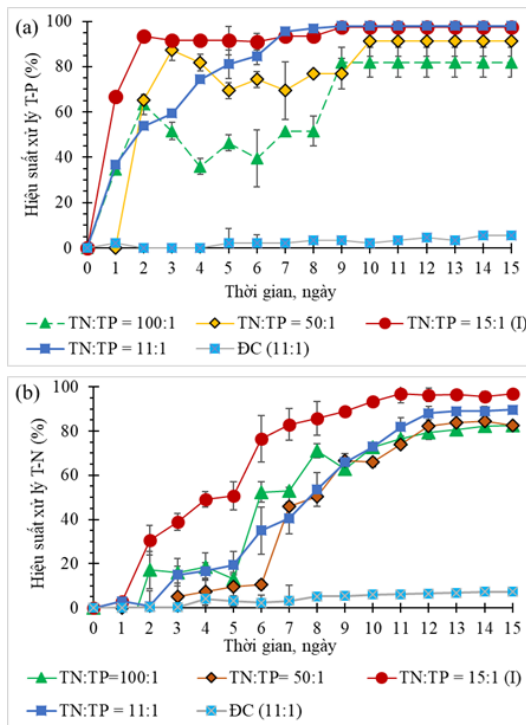 (a)
Hiệu suất xử lý T-P (%)
100
80
60
40
20
0
0 1 2 3 4 5 6 7 8 9 10 11 12 13 14 15
Thời gian, ngày
TN:TP = 100:1 TN:TP = 50:1 TN:TP = 15:1 (I)
TN:TP = 11:1 ĐC (11:1)
(b)
Hiệu suất xử lý T-N (%)
100
80
60
40
20
0
0 1 2 3 4 5 6 7 8 9 10 11 12 13 14 15
Thời gian, ngày
TN:TP=100:1 TN:TP= 50:1 TN:TP = 15:1 (I)
TN:TP = 11:1 ĐC (11:1)